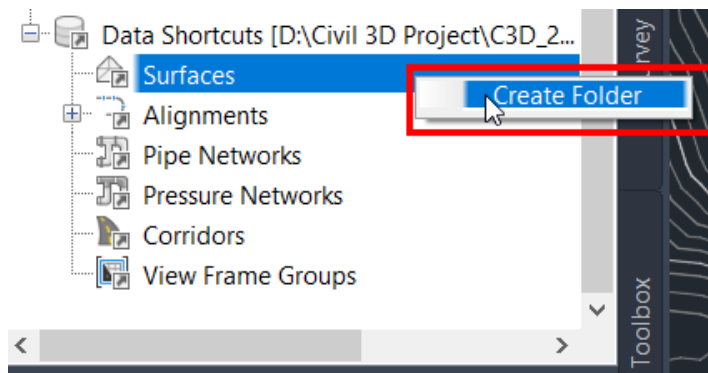 Data Shortcuts [D:\Civil 3D Project\C3D_2...
Surfaces
Create Folder
Alignments
Pipe Networks
Pressure Networks
Corridors
View Frame Groups
Toolbox